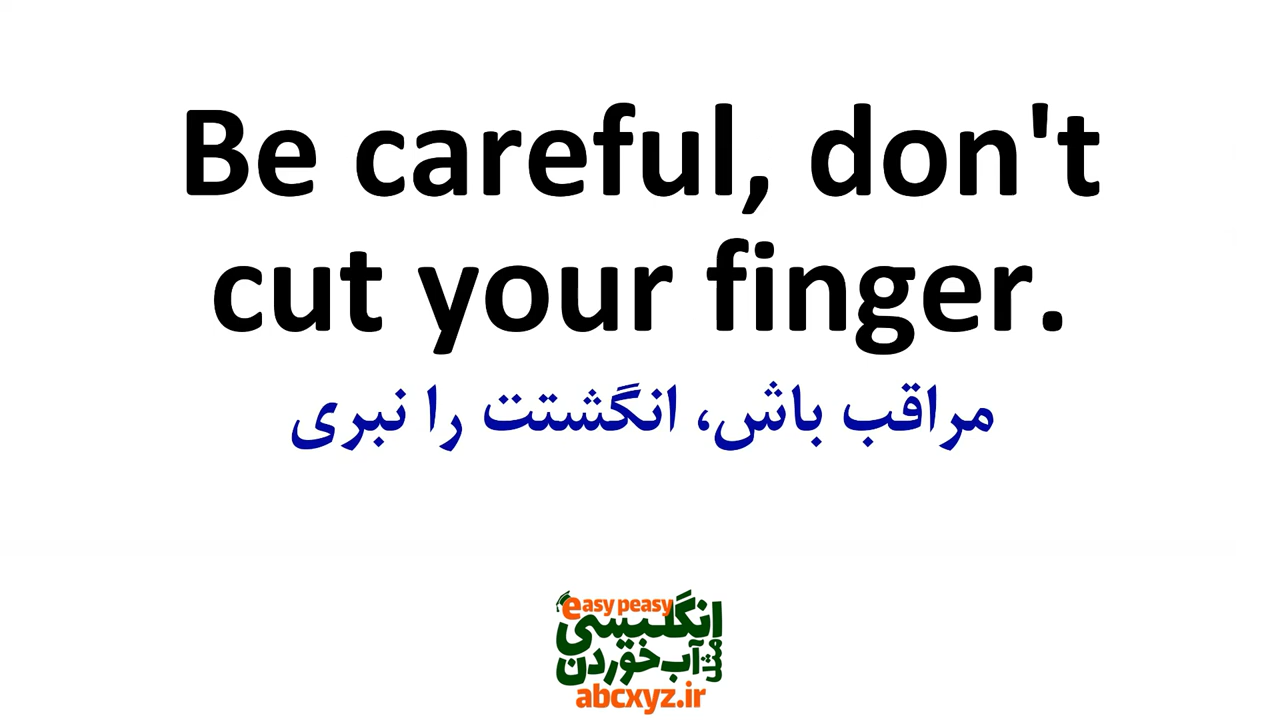 Be careful, don't
cut your finger.
مراقب باش، انگشتت را نبری
easy peasy
انگلیسی
مثل آب خوردن
abcxyz.ir